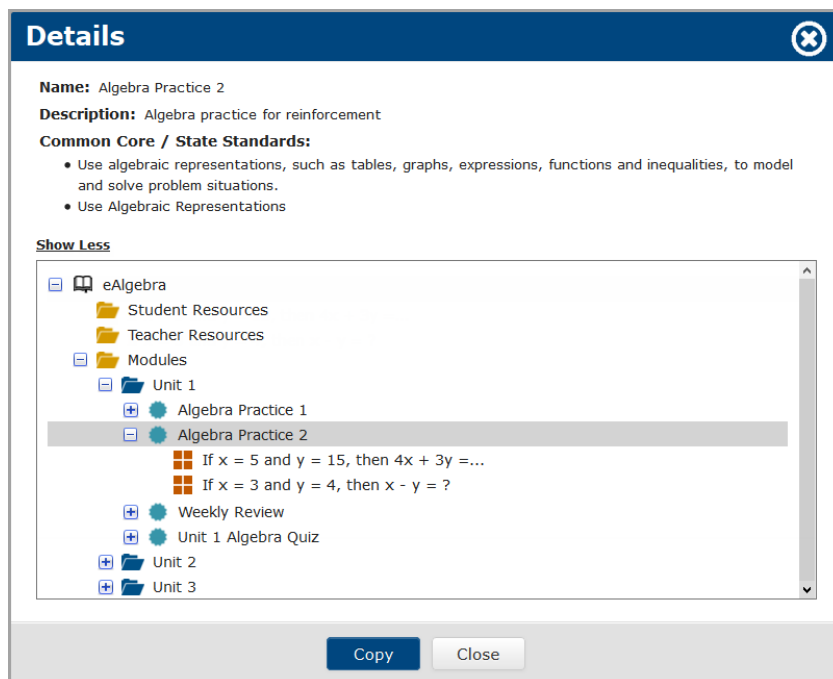 Details
Name: Algebra Practice 2
Description: Algebra practice for reinforcement
Common Core / State Standards:
• Use algebraic representations, such as tables, graphs, expressions, functions and inequalities, to model
and solve problem situations.
• Use Algebraic Representations
Show Less
eAlgebra
Student Resources
Teacher Resources
Modules
Unit 1
Algebra Practice 1
Algebra Practice 2
If x = 5 and y = 15, then 4x + 3y =...
If x = 3 and y = 4, then x - y = ?
Weekly Review
Unit 1 Algebra Quiz
Unit 2
Unit 3
Copy Close